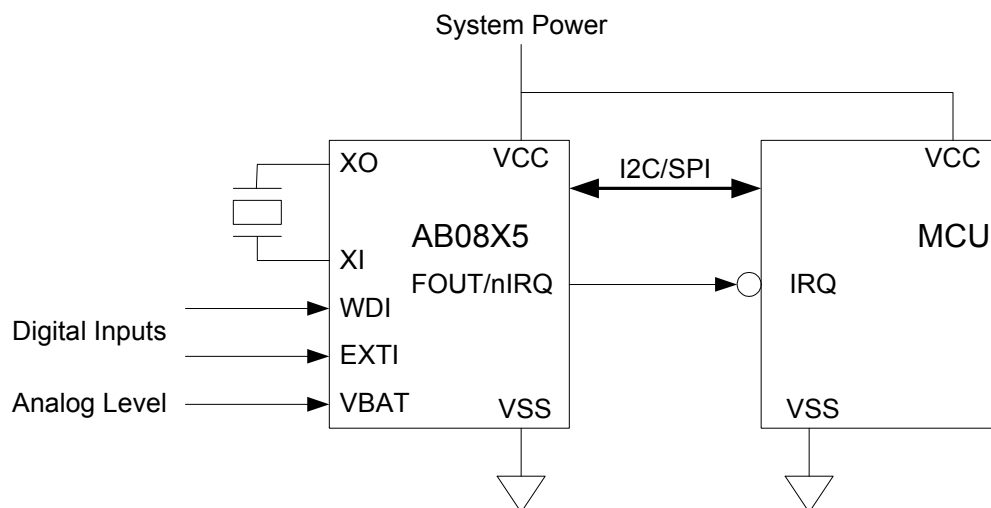 System Power
XO
VCC
I2C/SPI
VCC
AB08X5
MCU
XI
FOUT/nIRQ
IRQ
WDI
Digital Inputs
EXTI
Analog Level
VBAT
VSS
VSS